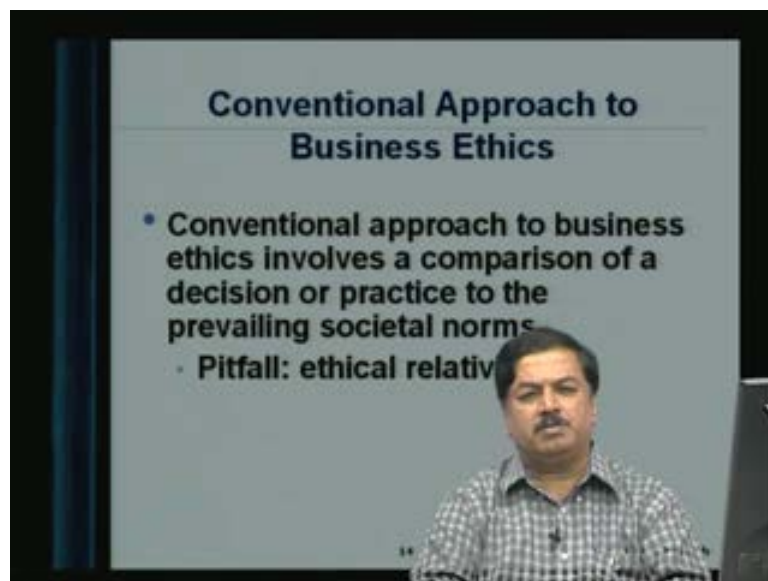 Conventional Approach to
Business Ethics
Conventional approach to business
ethics involves a comparison of a
decision or practice to the
prevailing societal norms
Pitfall: ethical relativ